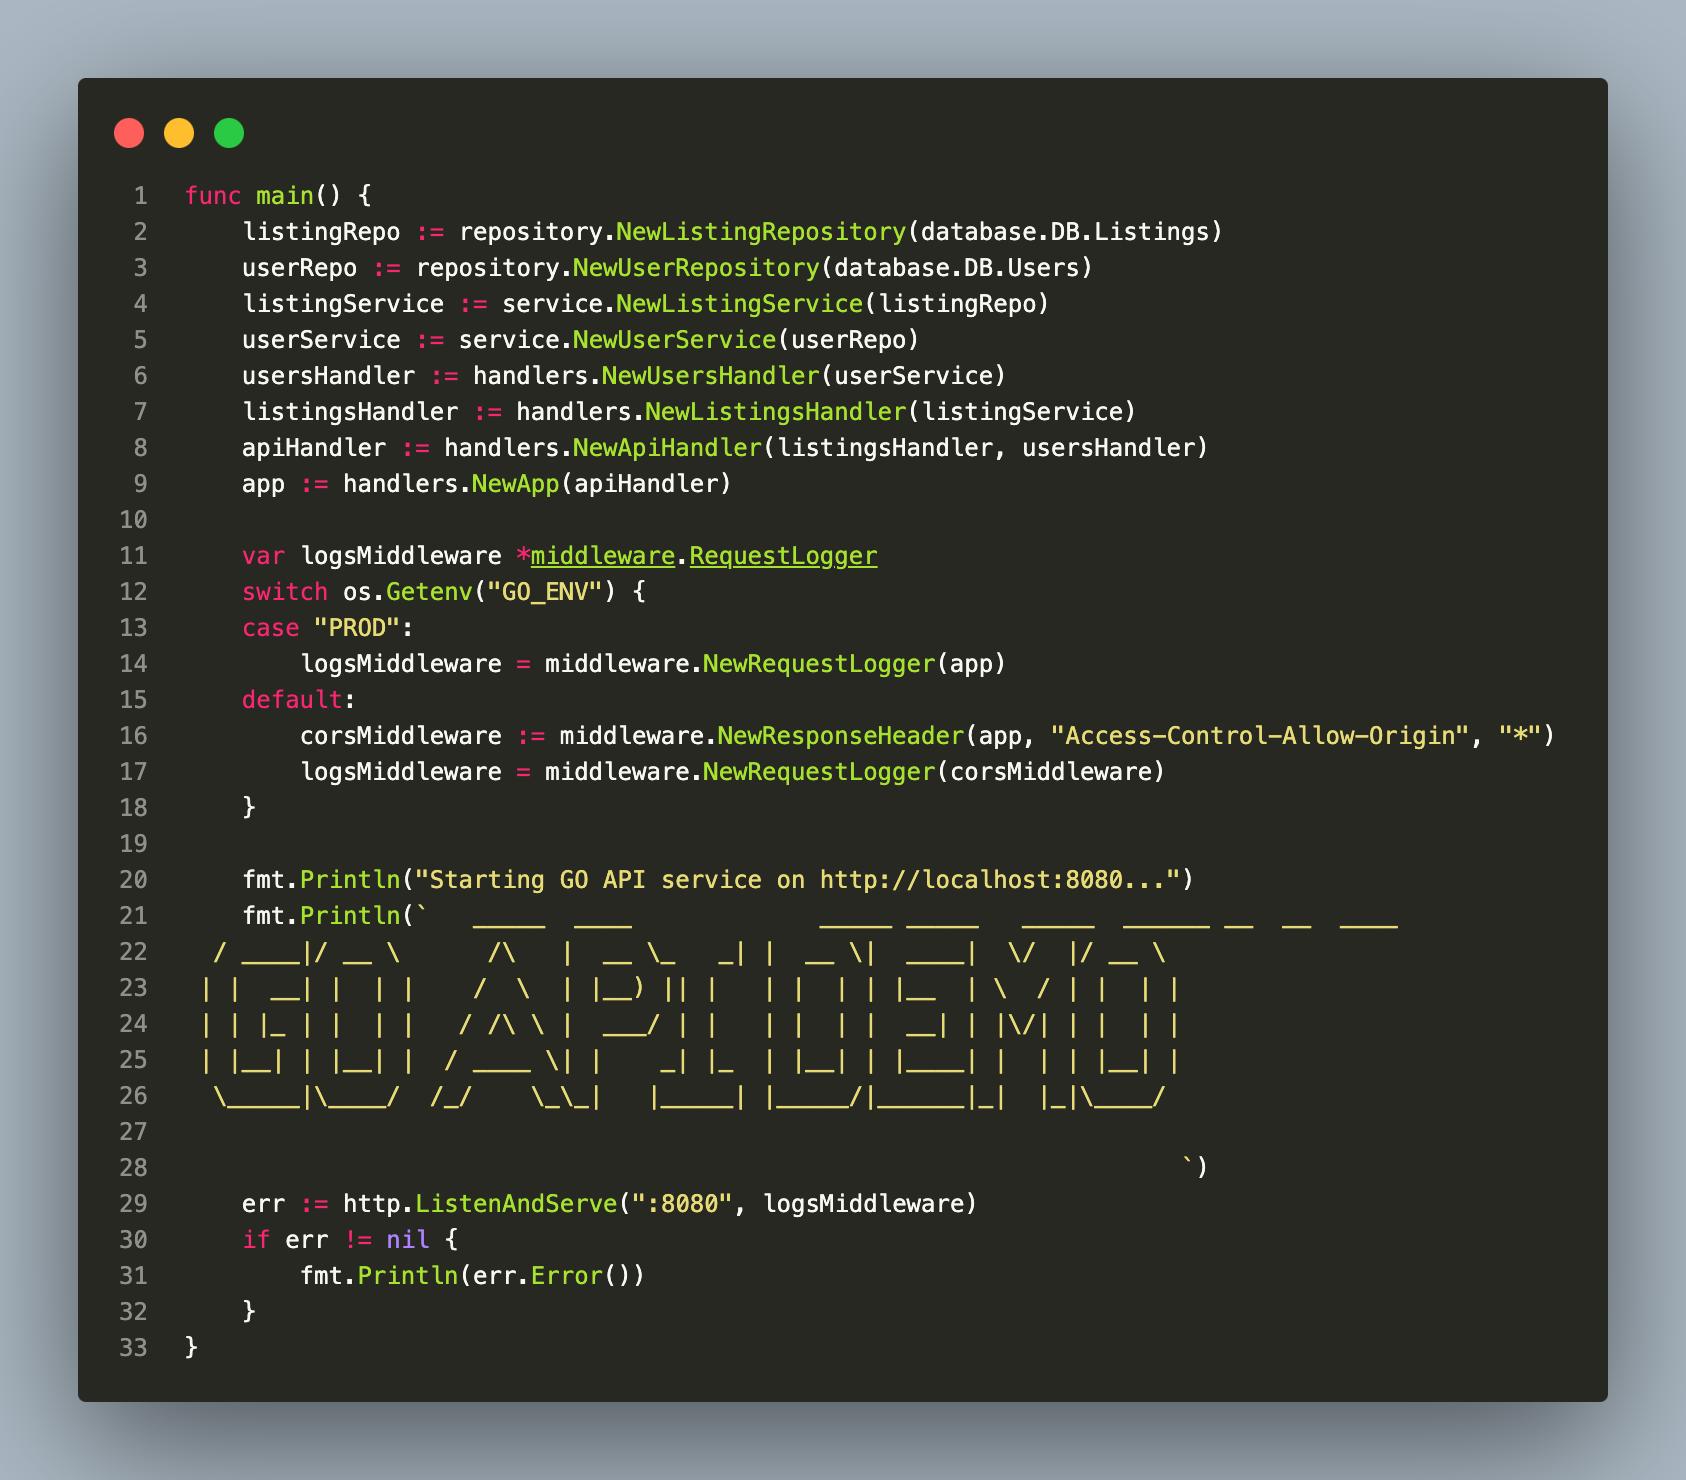 1 func main() {
2     listingRepo := repository.NewListingRepository(database.DB.Listings)
3     userRepo := repository.NewUserRepository(database.DB.Users)
4     listingService := service.NewListingService(listingRepo)
5     userService := service.NewUserService(userRepo)
6     usersHandler := handlers.NewUsersHandler(userService)
7     listingsHandler := handlers.NewListingsHandler(listingService)
8     apiHandler := handlers.NewApiHandler(listingsHandler, usersHandler)
9     app := handlers.NewApp(apiHandler)
10
11     var logsMiddleware *middleware.RequestLogger
12     switch os.Getenv("GO_ENV") {
13     case "PROD":
14         logsMiddleware = middleware.NewRequestLogger(app)
15     default:
16         corsMiddleware := middleware.NewResponseHeader(app, "Access-Control-Allow-Origin", "*")
17         logsMiddleware = middleware.NewRequestLogger(corsMiddleware)
18     }
19
20     fmt.Println("Starting GO API service on http://localhost:8080...")
21     fmt.Println(`   _____  ____             _____ _____   _____  ______ __  __  ____
22   / ____|/ __ \      /\   |  __ \_   _| |  __ \|  ____|  \/  |/ __ \
23  | |  __| |  | |    /  \  | |__) || |   | |  | | |__  | \  / | |  | |
24  | | |_ | |  | |   / /\ \ |  ___/ | |   | |  | |  __| | |\/| | |  | |
25  | |__| | |__| |  / ____ \| |    _| |_  | |__| | |____| |  | | |__| |
26   \_____|\____/  /_/    \_\_|   |_____| |_____/|______|_|  |_|\____/
27
28                                                                      `)
29     err := http.ListenAndServe(":8080", logsMiddleware)
30     if err != nil {
31         fmt.Println(err.Error())
32     }
33 }